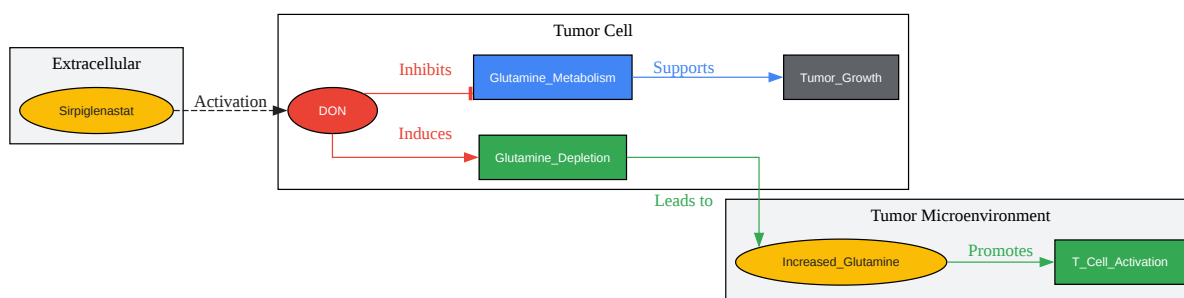 Tumor Cell
Extracellular
Inhibits
Glutamine_Metabolism
Supports
Tumor_Growth
Sirpiglenastat
Activation
DON
Induces
Glutamine_Depletion
Leads to
Tumor Microenvironment
Increased_Glutamine
Promotes
T_Cell_Activation